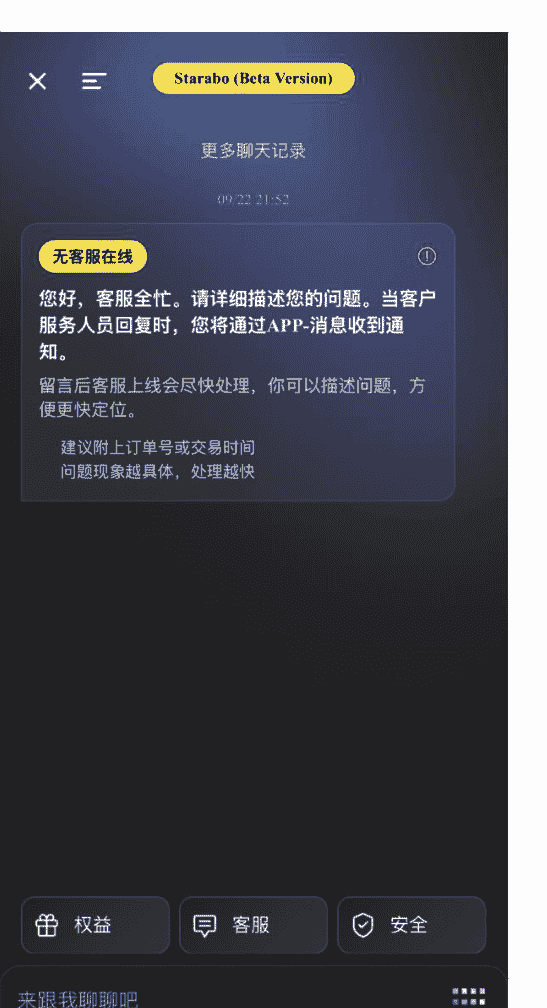 Starabo (Beta Version)
更多聊天记录
09/22 21:52
无客服在线
您好，客服全忙。请详细描述您的问题。当客户
服务人员回复时，您将通过APP-消息收到通
知。
留言后客服上线会尽快处理，你可以描述问题，方
便更快定位。
建议附上订单号或交易时间
问题现象越具体，处理越快
权益
客服
安全
来跟我聊聊吧